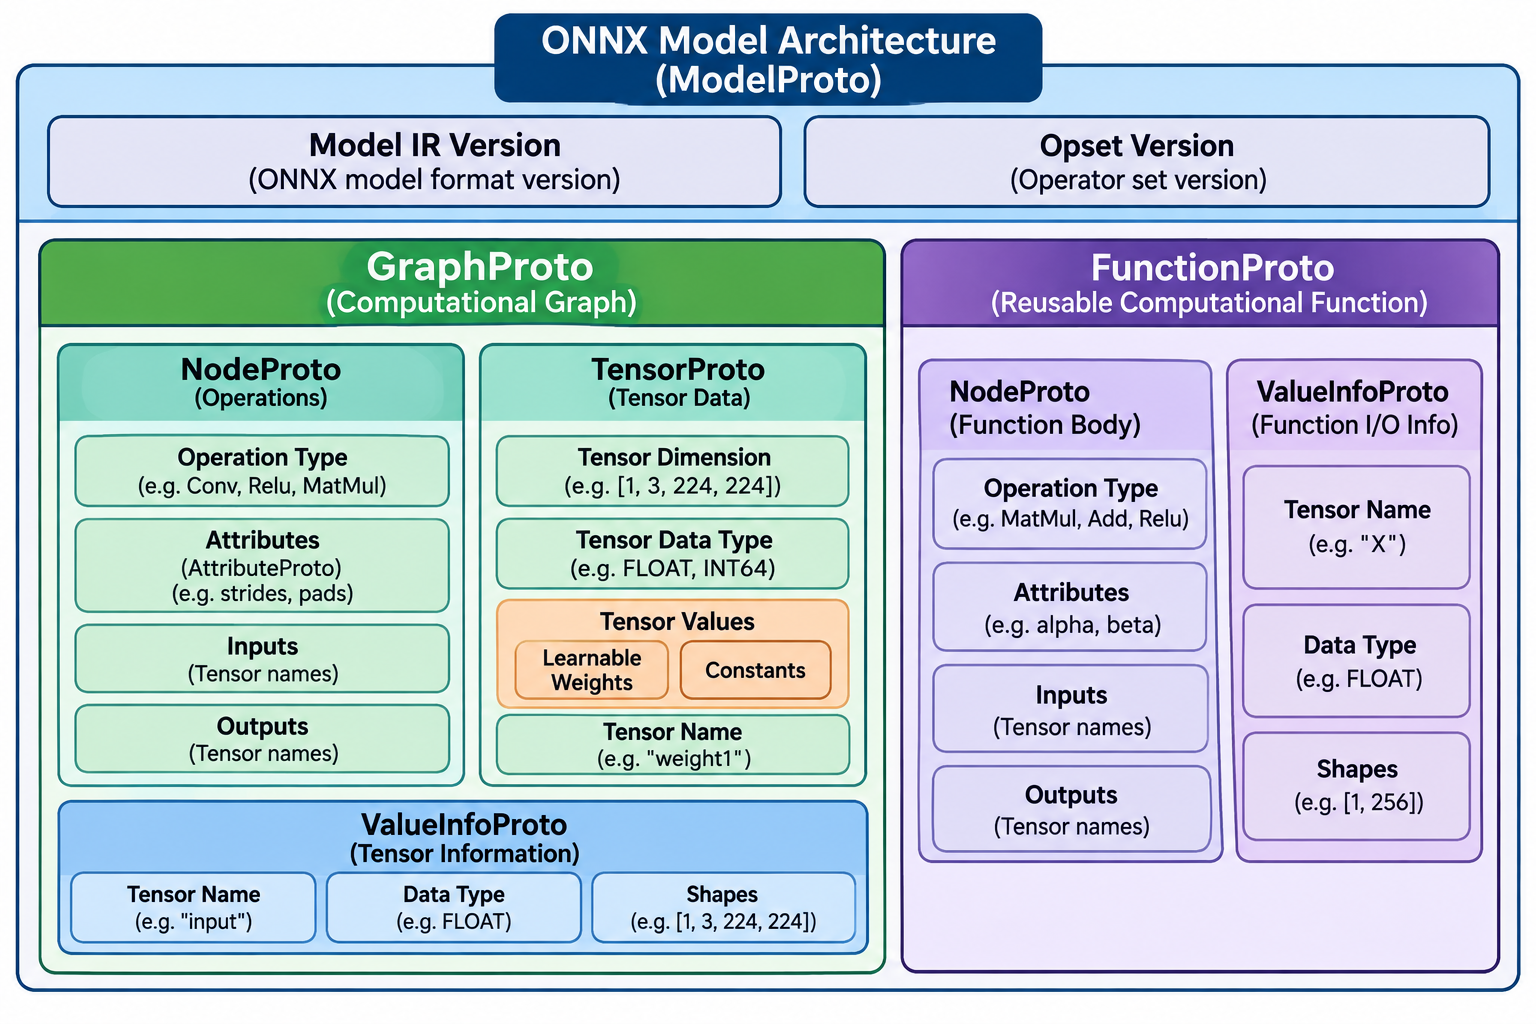 ONNX Model Architecture
(ModelProto)
Model IR Version
(ONNX model format version)
Opset Version
(Operator set version)
GraphProto
(Computational Graph)
NodeProto
(Operations)
Operation Type
(e.g. Conv, Relu, MatMul)
Attributes
(AttributeProto)
(e.g. strides, pads)
Inputs
(Tensor names)
Outputs
(Tensor names)
TensorProto
(Tensor Data)
Tensor Dimension
(e.g. [1, 3, 224, 224])
Tensor Data Type
(e.g. FLOAT, INT64)
Tensor Values
Learnable
Weights
Constants
Tensor Name
(e.g. "weight1")
ValueInfoProto
(Tensor Information)
Tensor Name
(e.g. "input")
Data Type
(e.g. FLOAT)
Shapes
(e.g. [1, 3, 224, 224])
FunctionProto
(Reusable Computational Function)
NodeProto
(Function Body)
Operation Type
(e.g. MatMul, Add, Relu)
Attributes
(e.g. alpha, beta)
Inputs
(Tensor names)
Outputs
(Tensor names)
ValueInfoProto
(Function I/O Info)
Tensor Name
(e.g. "X")
Data Type
(e.g. FLOAT)
Shapes
(e.g. [1, 256])